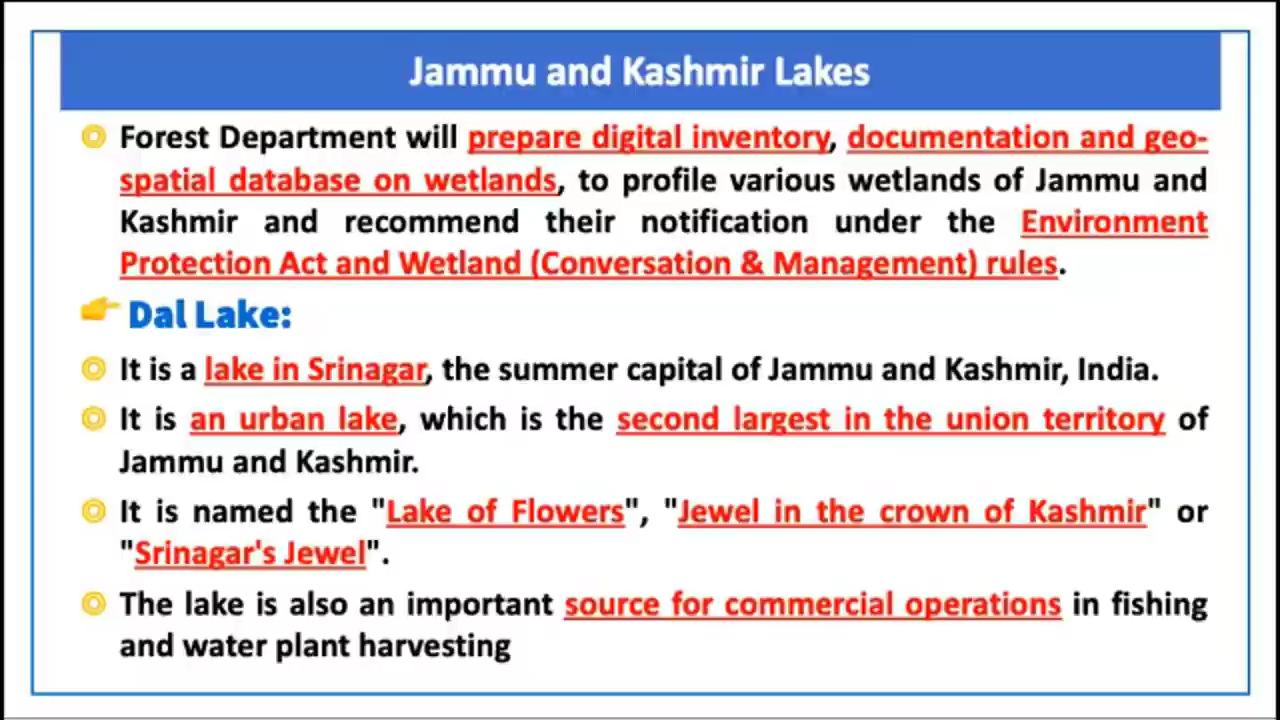 Jammu and Kashmir Lakes
Forest Department will prepare digital inventory, documentation and geo-
spatial database on wetlands, to profile various wetlands of Jammu and
Kashmir and recommend their notification under the Environment
Protection Act and Wetland (Conversation & Management) rules.
Dal Lake:
It is a lake in Srinagar, the summer capital of Jammu and Kashmir, India.
It is an urban lake, which is the second largest in the union territory of
Jammu and Kashmir.
It is named the "Lake of Flowers", "Jewel in the crown of Kashmir" or
"Srinagar's Jewel".
The lake is also an important source for commercial operations in fishing
and water plant harvesting